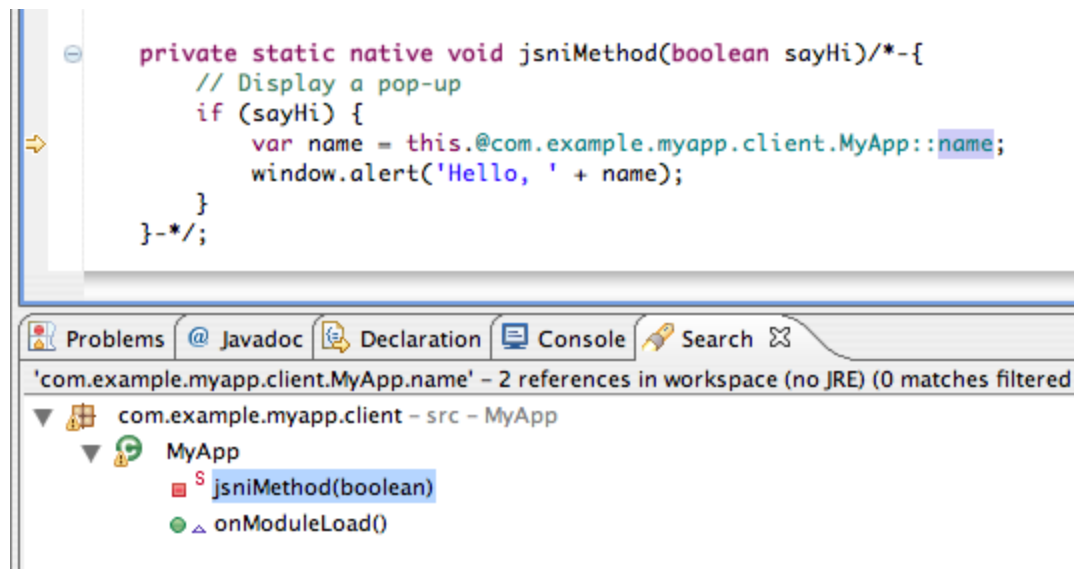 private static native void jsniMethod(boolean sayHi)/*-{
// Display a pop-up
if (sayHi) {
var name = this.@com.example.myapp.client.MyApp::name;
window.alert('Hello, ' + name);
}
}-*/;
Problems @ Javadoc Declaration Console Search
'com.example.myapp.client.MyApp.name' – 2 references in workspace (no JRE) (0 matches filtered
com.example.myapp.client – src – MyApp
MyApp
S jsniMethod(boolean)
onModuleLoad()